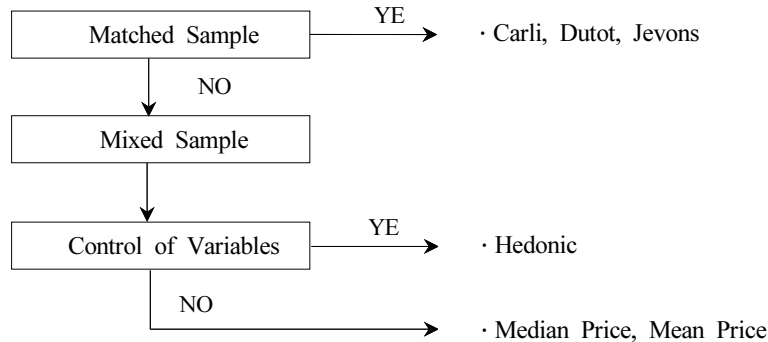 YE
Matched Sample
· Carli, Dutot, Jevons
NO
Mixed Sample
YE
Control of Variables
· Hedonic
NO
· Median Price, Mean Price